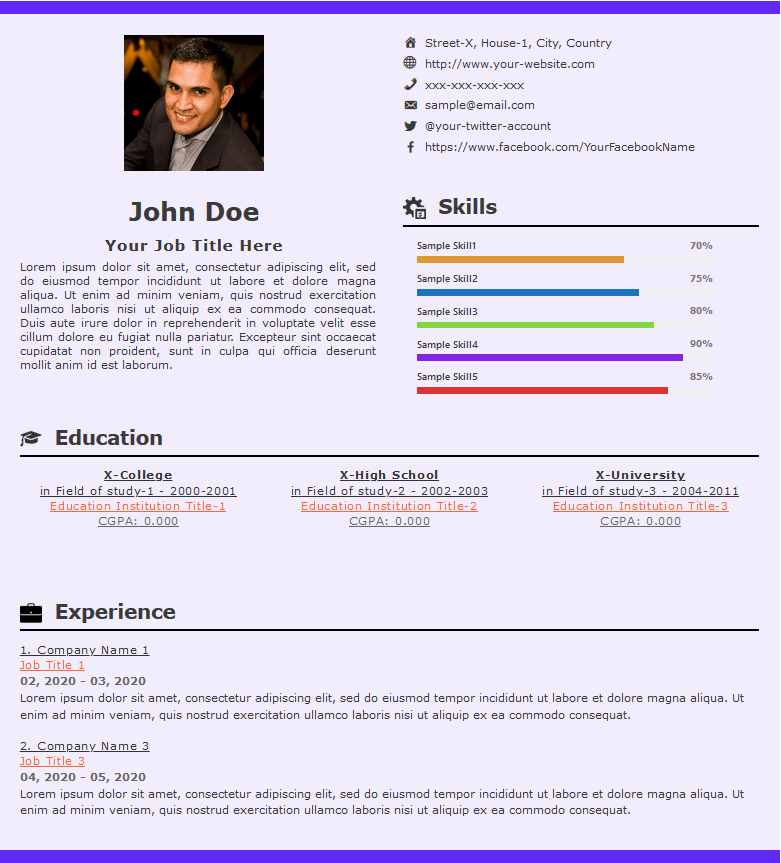 Street-X, House-1, City, Country
http://www.your-website.com
xxx-xxx-xxx-xxx
sample@email.com
@your-twitter-account
https://www.facebook.com/YourFacebookName
John Doe
Your Job Title Here
Lorem ipsum dolor sit amet, consectetur adipiscing elit, sed
do eiusmod tempor incididunt ut labore et dolore magna
aliqua. Ut enim ad minim veniam, quis nostrud exercitation
ullamco laboris nisi ut aliquip ex ea commodo consequat.
Duis aute irure dolor in reprehenderit in voluptate velit esse
cillum dolore eu fugiat nulla pariatur. Excepteur sint occaecat
cupidatat non proident, sunt in culpa qui officia deserunt
mollit anim id est laborum.
Skills
Sample Skill1 70%
Sample Skill2 75%
Sample Skill3 80%
Sample Skill4 90%
Sample Skill5 85%
Education
X-College
in Field of study-1 - 2000-2001
Education Institution Title-1
CGPA: 0.000
X-High School
in Field of study-2 - 2002-2003
Education Institution Title-2
CGPA: 0.000
X-University
in Field of study-3 - 2004-2011
Education Institution Title-3
CGPA: 0.000
Experience
1. Company Name 1
Job Title 1
02, 2020 - 03, 2020
Lorem ipsum dolor sit amet, consectetur adipiscing elit, sed do eiusmod tempor incididunt ut labore et dolore magna aliqua. Ut
enim ad minim veniam, quis nostrud exercitation ullamco laboris nisi ut aliquip ex ea commodo consequat.
2. Company Name 3
Job Title 3
04, 2020 - 05, 2020
Lorem ipsum dolor sit amet, consectetur adipiscing elit, sed do eiusmod tempor incididunt ut labore et dolore magna aliqua. Ut
enim ad minim veniam, quis nostrud exercitation ullamco laboris nisi ut aliquip ex ea commodo consequat.